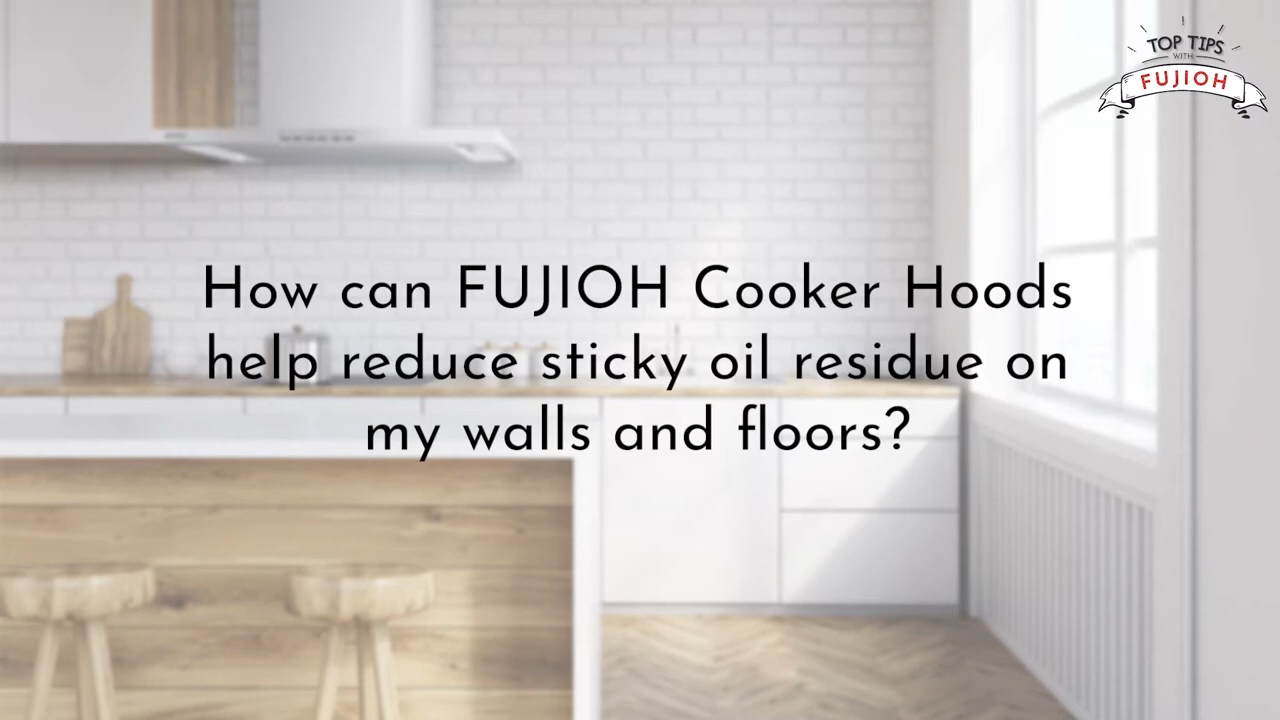 TOP TIPS
WITH
FUJIOH
How can FUJIOH Cooker Hoods
help reduce sticky oil residue on
my walls and floors?